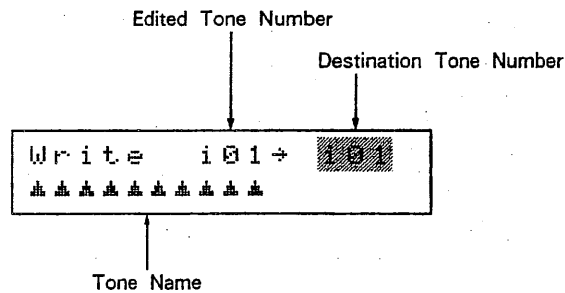 Edited Tone Number
Destination Tone Number
Write i01→ i01
Tone Name